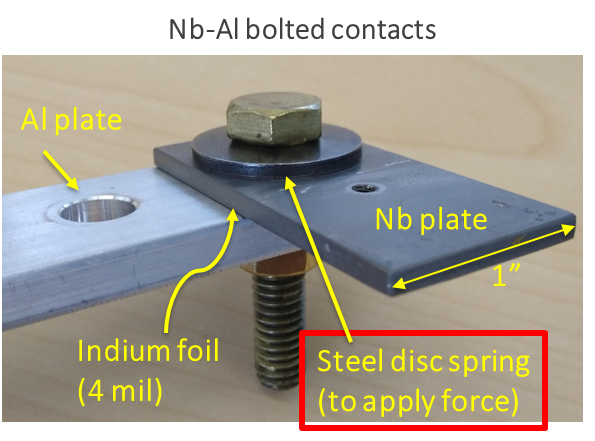 Nb-Al bolted contacts
Al plate
Nb plate
1”
Indium foil
(4 mil)
Steel disc spring
(to apply force)